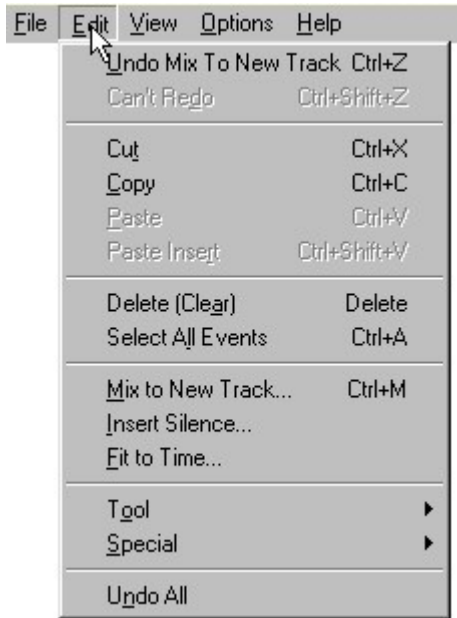 File Edit View Options Help
Undo Mix To New Track Ctrl+Z
Can't Redo Ctrl+Shift+Z
Cut Ctrl+X
Copy Ctrl+C
Paste Ctrl+V
Paste Insert Ctrl+Shift+V
Delete (Clear) Delete
Select All Events Ctrl+A
Mix to New Track... Ctrl+M
Insert Silence...
Fit to Time...
Tool
Special
Undo All